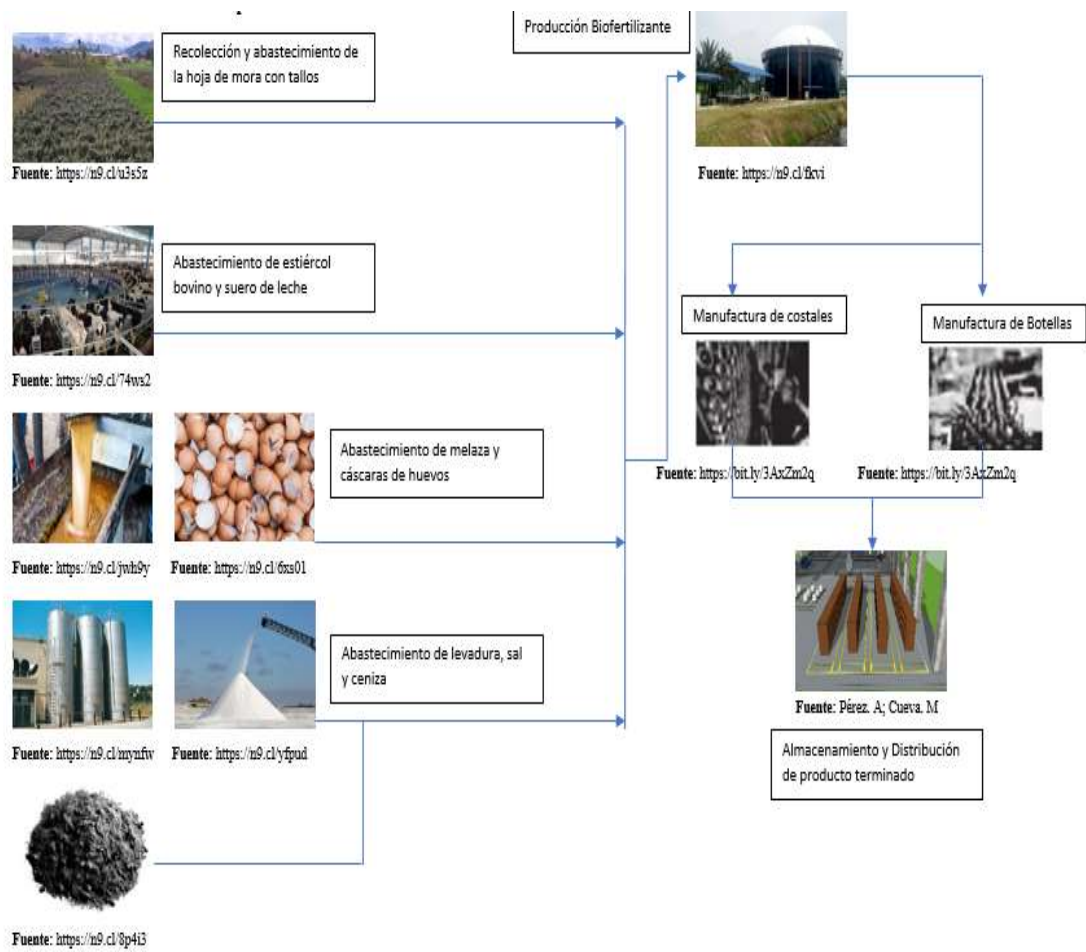 Recolección y abastecimiento de
la hoja de mora con tallos
Fuente: https://n9.cl/u3s5z
Abastecimiento de estiércol
bovino y suero de leche
Fuente: https://n9.cl/74ws2
Abastecimiento de melaza y
cáscaras de huevos
Fuente: https://n9.cl/jwh9y
Fuente: https://n9.cl/6xs01
Abastecimiento de levadura, sal
y ceniza
Fuente: https://n9.cl/mynfw
Fuente: https://n9.cl/yfpud
Fuente: https://n9.cl/8p4i3
Producción Biofertilizante
Fuente: https://n9.cl/fkvi
Manufactura de costales
Fuente: https://bit.ly/3AxZm2q
Manufactura de Botellas
Fuente: https://bit.ly/3AxZm2q
Fuente: Pérez. A; Cueva. M
Almacenamiento y Distribución
de producto terminado